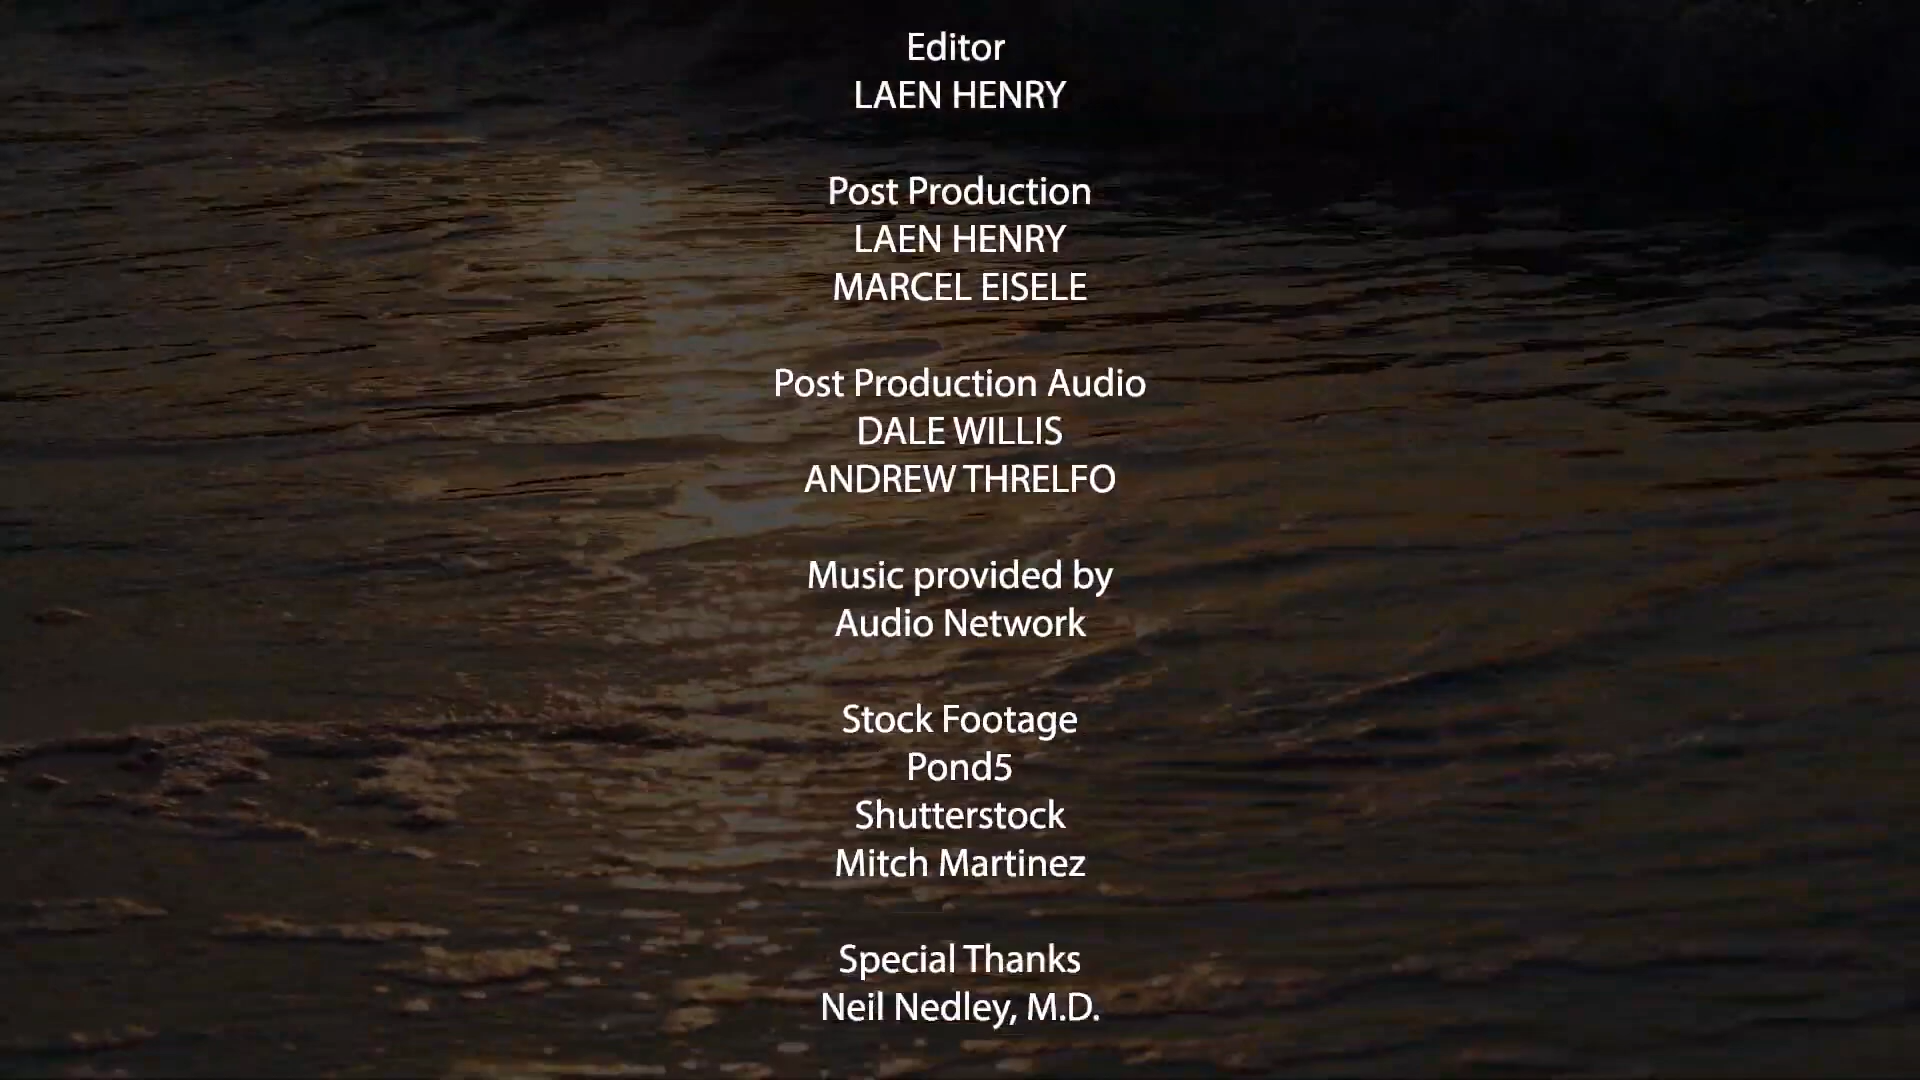 Editor
LAEN HENRY
Post Production
LAEN HENRY
MARCEL EISELE
Post Production Audio
DALE WILLIS
ANDREW THRELFO
Music provided by
Audio Network
Stock Footage
Pond5
Shutterstock
Mitch Martinez
Special Thanks
Neil Nedley, M.D.